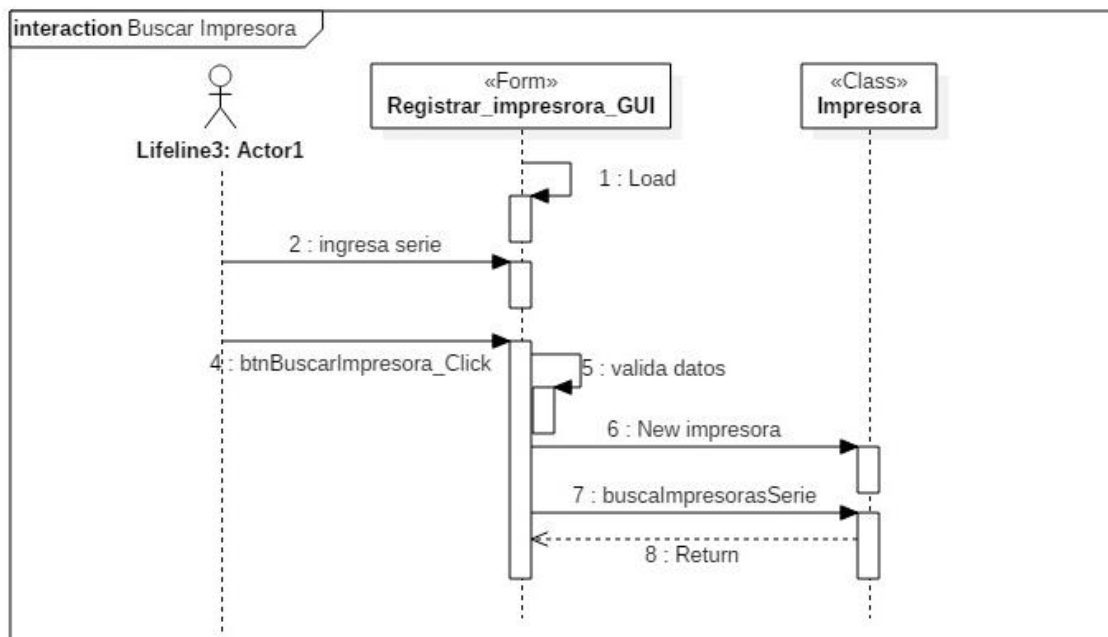 interaction Buscar Impresora
«Form»
Registrar_impresrora_GUI
«Class»
Impresora
Lifeline3: Actor1
1 : Load
2 : ingresa serie
4 : btnBuscarImpresora_Click
5 : valida datos
6 : New impresora
7 : buscaImpresorasSerie
8 : Return